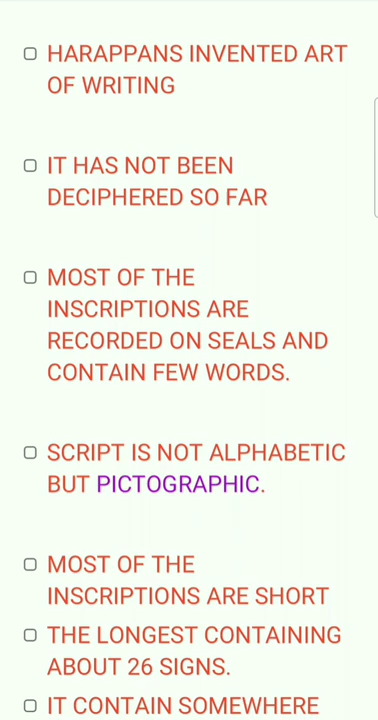 HARAPPANS INVENTED ART
OF WRITING
IT HAS NOT BEEN
DECIPHERED SO FAR
MOST OF THE
INSCRIPTIONS ARE
RECORDED ON SEALS AND
CONTAIN FEW WORDS.
SCRIPT IS NOT ALPHABETIC
BUT PICTOGRAPHIC.
MOST OF THE
INSCRIPTIONS ARE SHORT
THE LONGEST CONTAINING
ABOUT 26 SIGNS.
IT CONTAIN SOMEWHERE